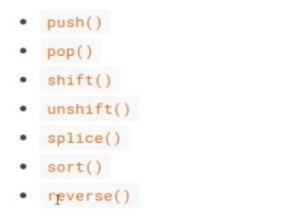 push()
pop()
shift()
unshift()
splice()
sort()
reverse()